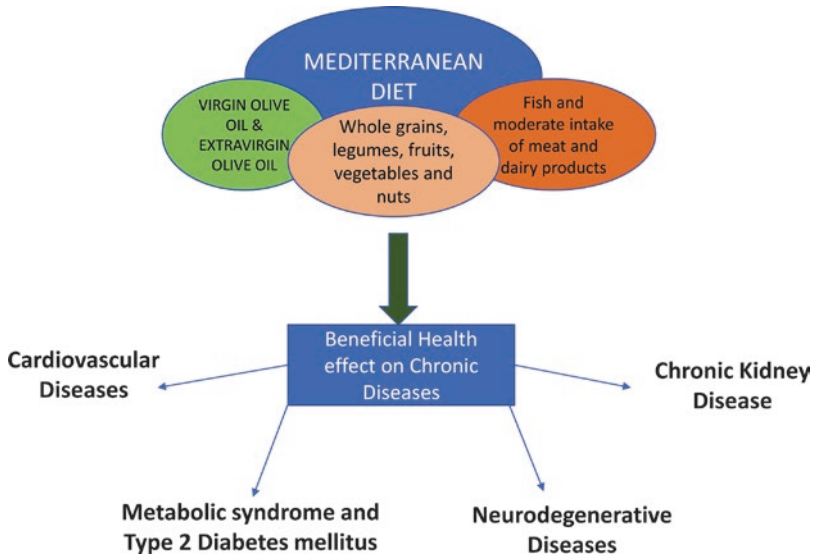 MEDITERRANEAN
DIET
VIRGIN OLIVE
OIL &
EXTRAVIRGIN
OLIVE OIL
Whole grains,
legumes, fruits,
vegetables and
nuts
Fish and
moderate intake
of meat and
dairy products
Beneficial Health
effect on Chronic
Diseases
Cardiovascular
Diseases
Chronic Kidney
Disease
Metabolic syndrome and
Type 2 Diabetes mellitus
Neurodegenerative
Diseases